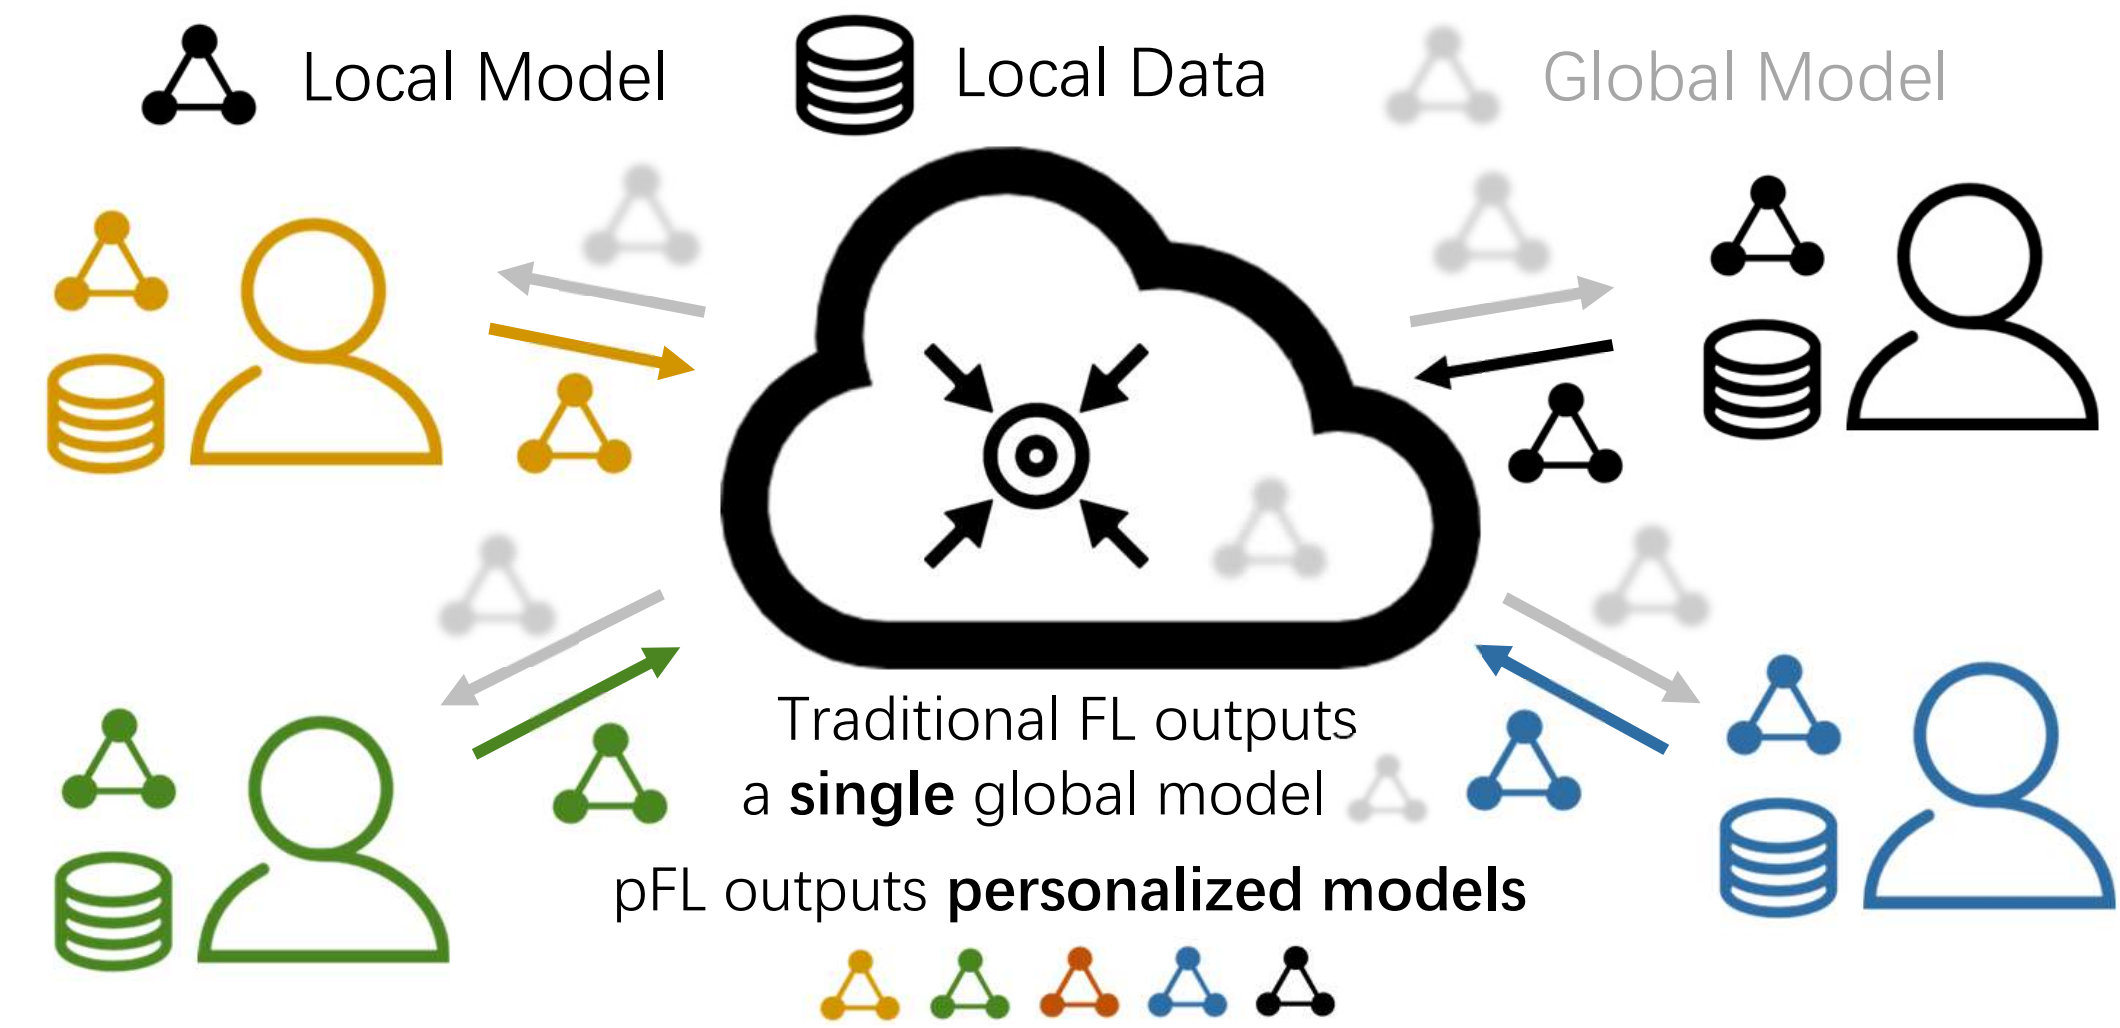 Local Model
Local Data
Global Model
Traditional FL outputs
a single global model
pFL outputs personalized models